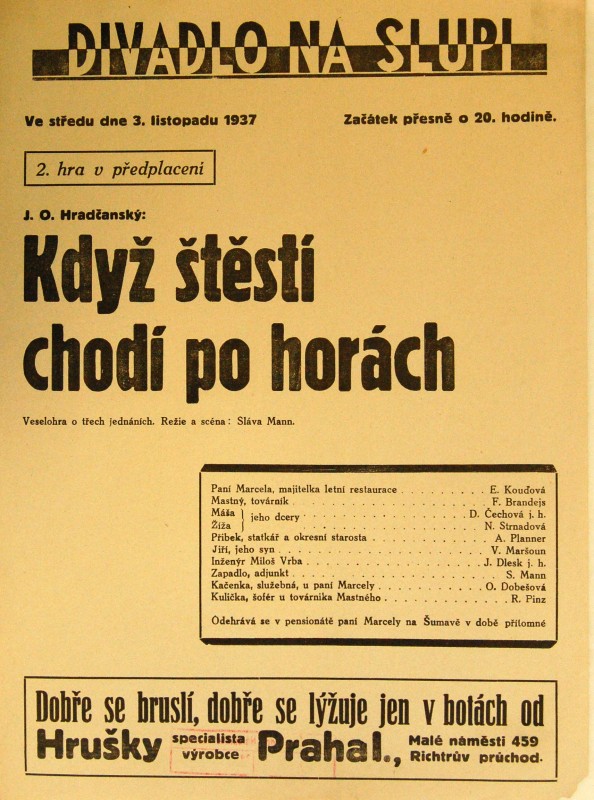 DIVADLO NA SLUPI
Ve středu dne 3. listopadu 1937 Začátek přesně o 20. hodině.
2. hra v předplacení
J. O. Hradčanský:
Když štěstí
chodí po horách
Veselohra o třech jednáních. Režie a scéna: Sláva Mann.
Paní Marcela, majitelka letní restaurace . . . . . . . . . E. Kouďová
Mastný, továrník . . . . . . . . . F. Brandejs
Máša } jeho dcery . . . . . . . . . D. Čechová j. h.
Žíža } . . . . . . . . . N. Strnadová
Přibek, statkář a okresní starosta . . . . . . . . . A. Planner
Jiří, jeho syn . . . . . . . . . V. Maršoun
Inženýr Miloš Vrba . . . . . . . . . J. Dlesk j. h.
Zapadlo, adjunkt . . . . . . . . . S. Mann
Kačenka, služebná, u paní Marcely . . . . . . . . . O. Dobešová
Kulička, šofér u továrníka Mastného . . . . . . . . . R. Pinz
Odehrává se v pensionátě paní Marcely na Šumavě v době přítomné
Dobře se bruslí, dobře se lýžuje jen v botách od
Hrušky specialista výrobce Praha I., Malé náměstí 459
Richtrův průchod.